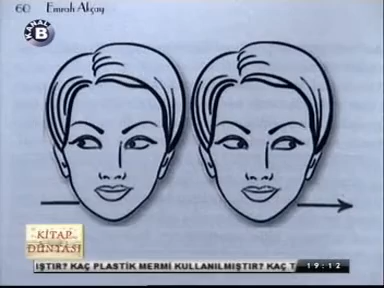 60 Emrah Akçay
KANAL
B
KİTAP
DÜNYASI
IŞTIR? KAÇ PLASTİK MERMİ KULLANILMIŞTIR? KAÇ T
19:12